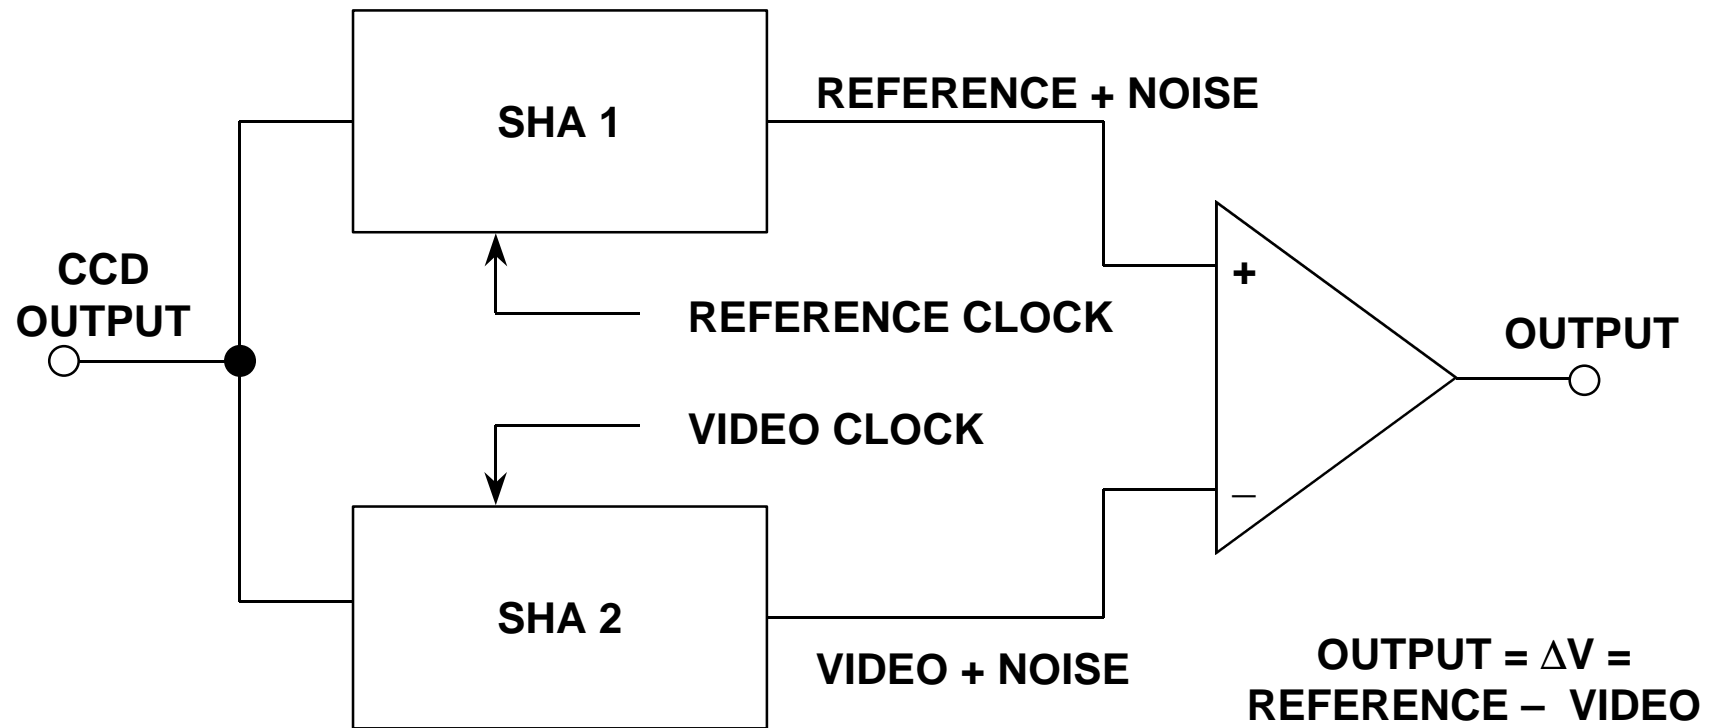 SHA 1
REFERENCE + NOISE
CCD
OUTPUT
REFERENCE CLOCK
+
OUTPUT
VIDEO CLOCK
–
SHA 2
VIDEO + NOISE
OUTPUT = ΔV =
REFERENCE – VIDEO